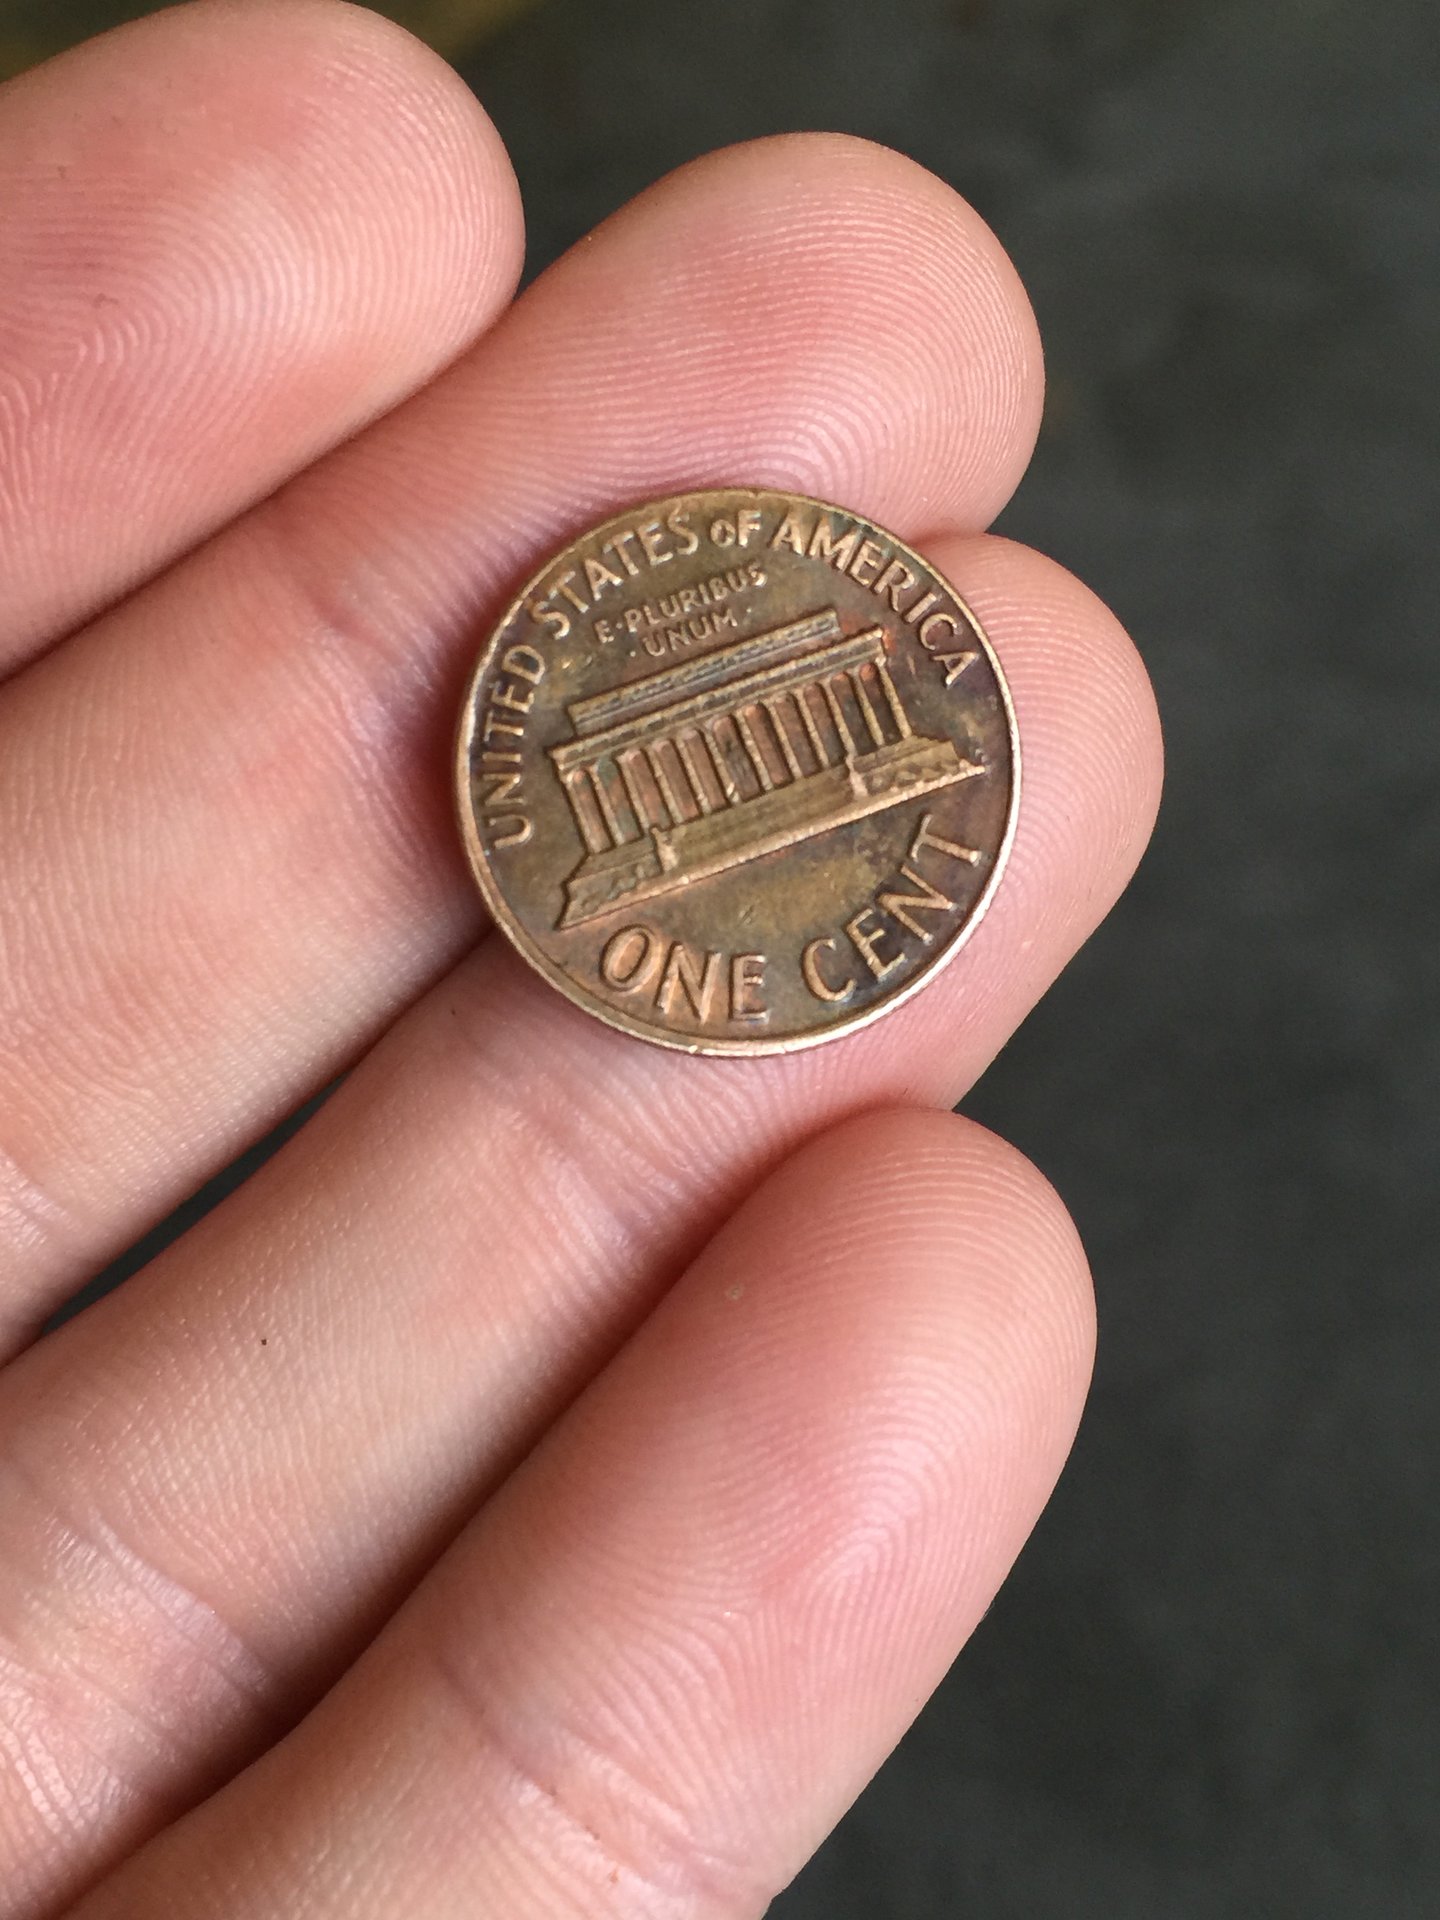 UNITED STATES OF AMERICA
E·PLURIBUS
·UNUM·
ONE CENT